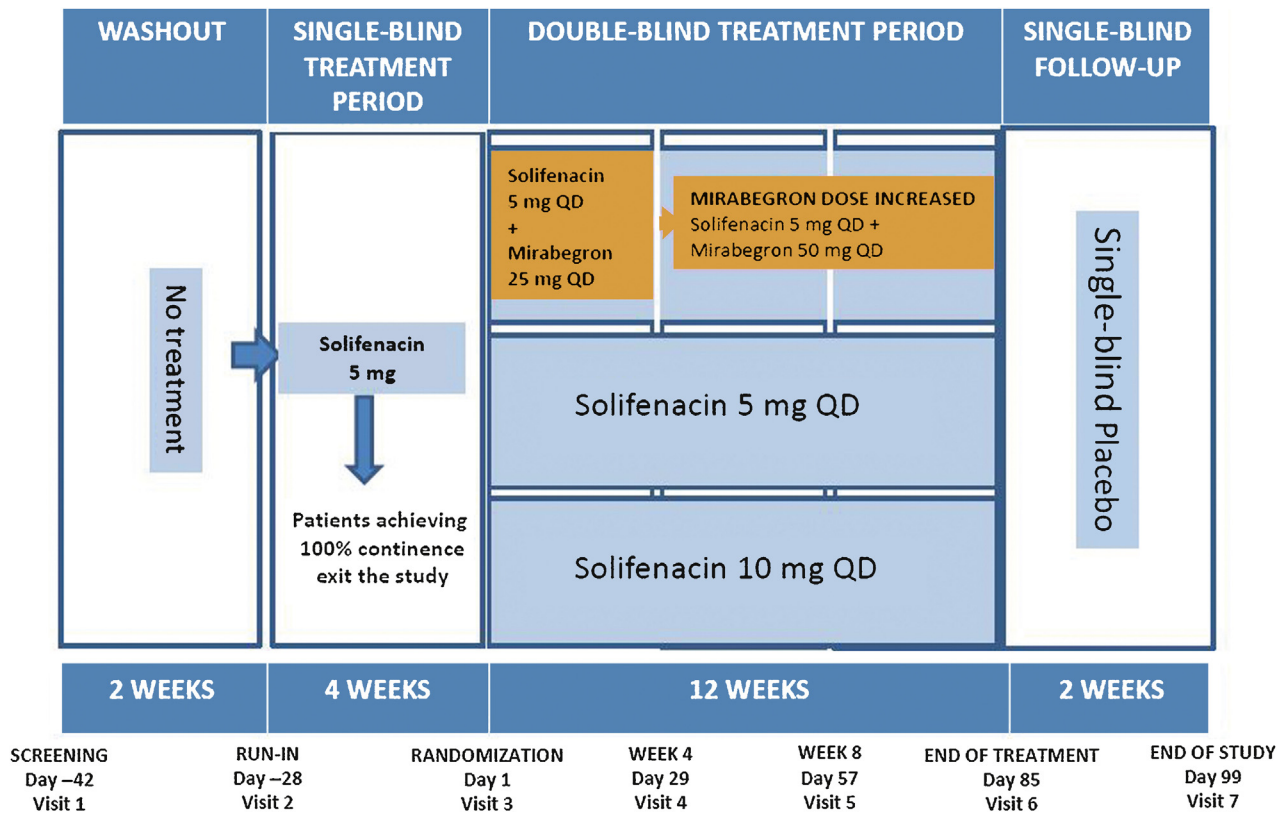 WASHOUT
SINGLE-BLIND
TREATMENT
PERIOD
DOUBLE-BLIND TREATMENT PERIOD
SINGLE-BLIND
FOLLOW-UP
No treatment
Solifenacin
5 mg
Patients achieving
100% continence
exit the study
Solifenacin
5 mg QD
+
Mirabegron
25 mg QD
MIRABEGRON DOSE INCREASED
Solifenacin 5 mg QD +
Mirabegron 50 mg QD
Solifenacin 5 mg QD
Solifenacin 10 mg QD
Single-blind Placebo
2 WEEKS
4 WEEKS
12 WEEKS
2 WEEKS
SCREENING
Day –42
Visit 1
RUN-IN
Day –28
Visit 2
RANDOMIZATION
Day 1
Visit 3
WEEK 4
Day 29
Visit 4
WEEK 8
Day 57
Visit 5
END OF TREATMENT
Day 85
Visit 6
END OF STUDY
Day 99
Visit 7